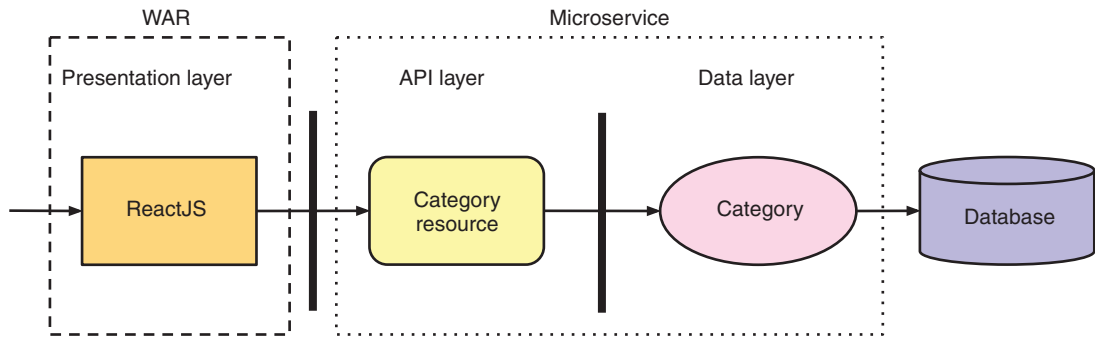 WAR
Microservice
Presentation layer
API layer
Data layer
ReactJS
Category
resource
Category
Database